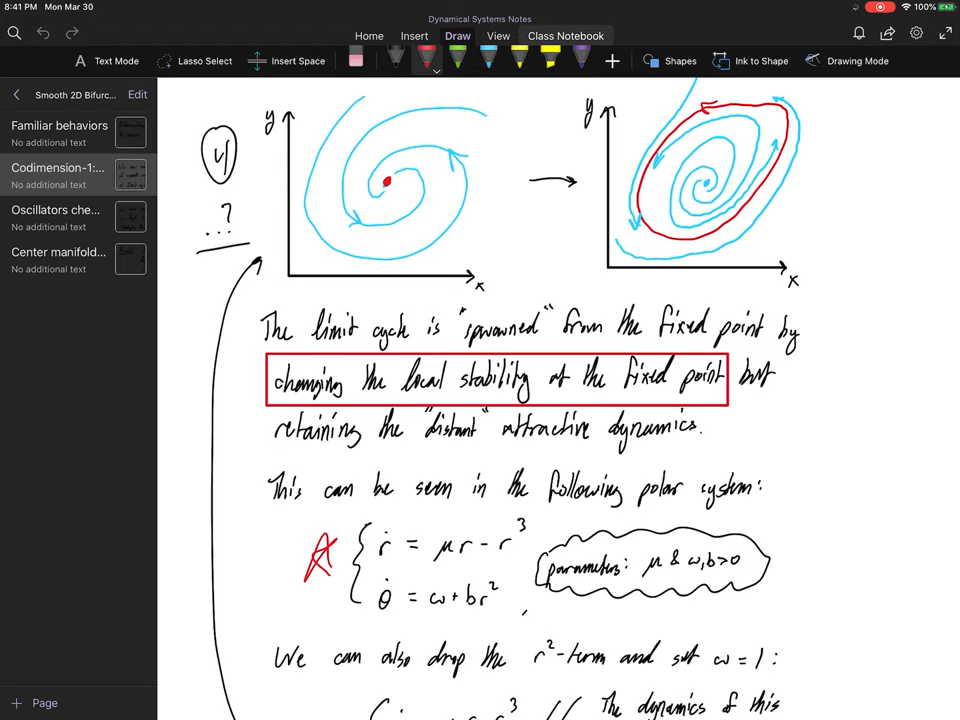 8:41 PM Mon Mar 30
100%
Dynamical Systems Notes
Home Insert Draw View Class Notebook
Text Mode Lasso Select Insert Space Shapes Ink to Shape Drawing Mode
Smooth 2D Bifurc... Edit
Familiar behaviors
No additional text
Codimension-1:...
No additional text
Oscillators che...
No additional text
Center manifold...
No additional text
Page
4
...?
y
x
y
x
The limit cycle is "spawned" from the fixed point by
changing the local stability at the fixed point but
retaining the "distant" attractive dynamics.
This can be seen in the following polar system:
ṙ = μr - r³
θ̇ = ω + br²,
parameters: μ & ω, b > 0
We can also drop the r²-term and set ω = 1:
The dynamics of this